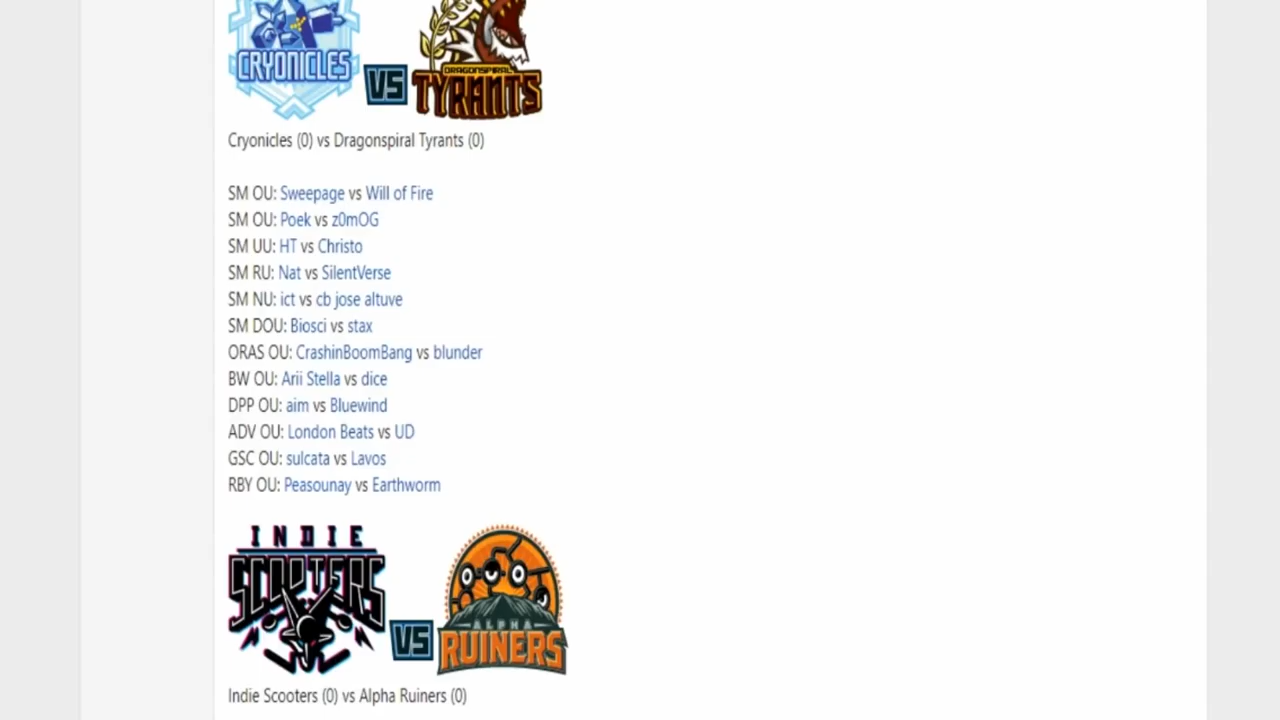 CRYONICLES
VS
DRAGONSPIRAL
TYRANTS
Cryonicles (0) vs Dragonspiral Tyrants (0)
SM OU: Sweepage vs Will of Fire
SM OU: Poek vs z0mOG
SM UU: HT vs Christo
SM RU: Nat vs SilentVerse
SM NU: ict vs cb jose altuve
SM DOU: Biosci vs stax
ORAS OU: CrashinBoomBang vs blunder
BW OU: Arii Stella vs dice
DPP OU: aim vs Bluewind
ADV OU: London Beats vs UD
GSC OU: sulcata vs Lavos
RBY OU: Peasounay vs Earthworm
INDIE
SCOOTERS
VS
ALPHA
RUINERS
Indie Scooters (0) vs Alpha Ruiners (0)